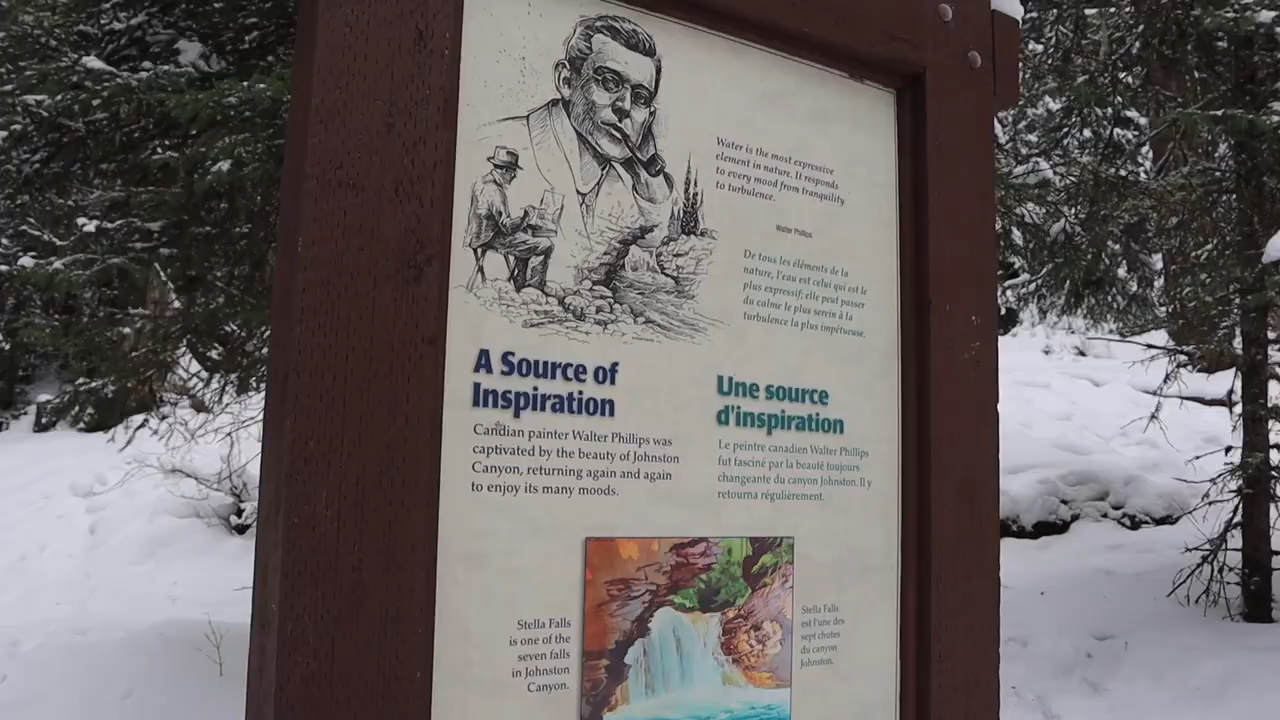 Water is the most expressive
element in nature. It responds
to every mood from tranquility
to turbulence.
Walter Phillips
De tous les éléments de la
nature, l'eau est celui qui est le
plus expressif; elle peut passer
du calme le plus serein à la
turbulence la plus impétueuse.
A Source of
Inspiration
Candian painter Walter Phillips was
captivated by the beauty of Johnston
Canyon, returning again and again
to enjoy its many moods.
Une source
d'inspiration
Le peintre canadien Walter Phillips
fut fasciné par la beauté toujours
changeante du canyon Johnston. Il y
retourna régulièrement.
Stella Falls
is one of the
seven falls
in Johnston
Canyon.
Stella Falls
est l'une des
sept chutes
du canyon
Johnston.